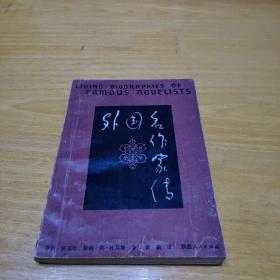 LIVING BIOGRAPHIES OF
FAMOUS NOVELISTS
外国
名作家传